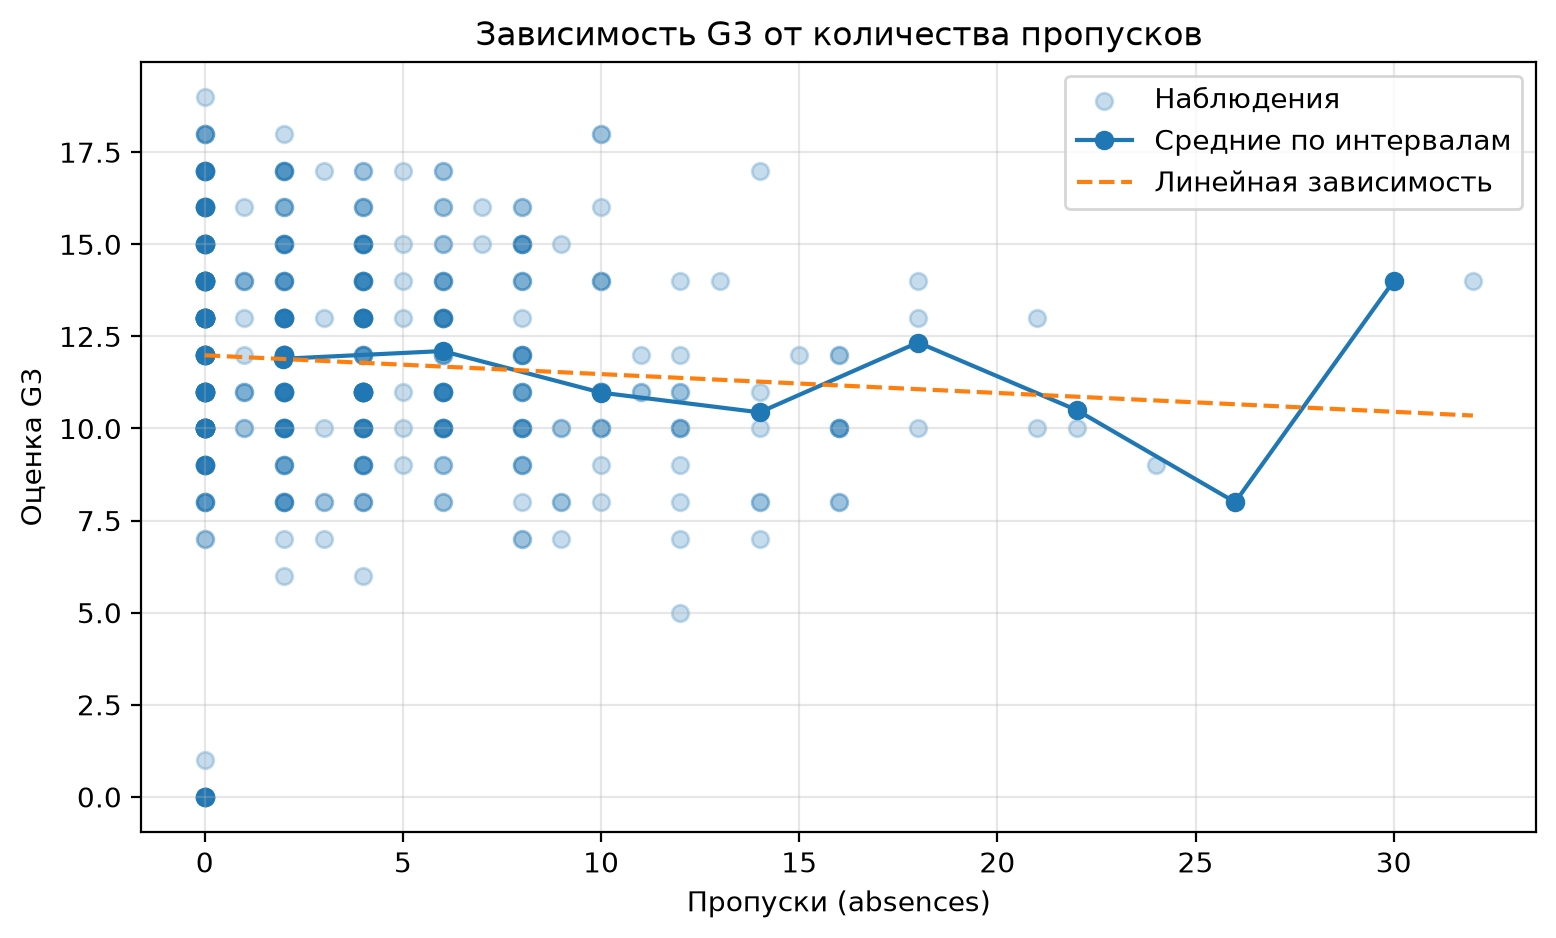 Зависимость G3 от количества пропусков
Наблюдения
Средние по интервалам
Линейная зависимость
Оценка G3
17.5
15.0
12.5
10.0
7.5
5.0
2.5
0.0
0 5 10 15 20 25 30
Пропуски (absences)